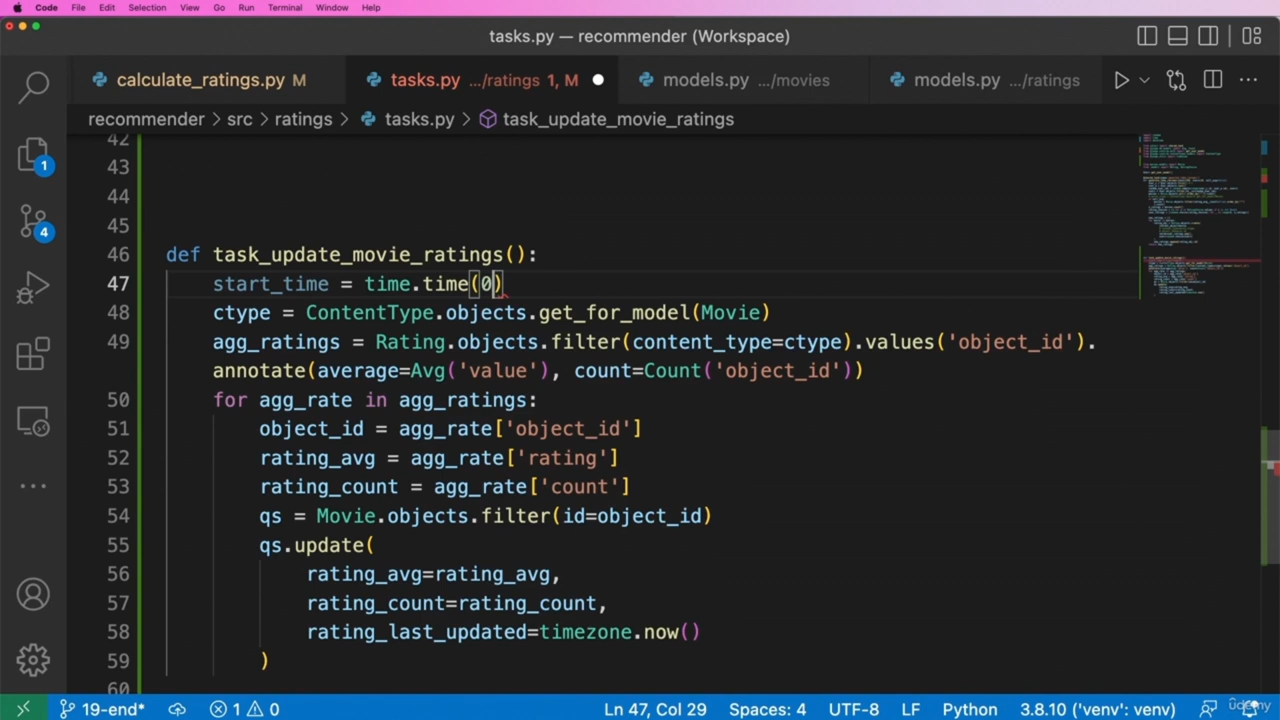 Code File Edit Selection View Go Run Terminal Window Help
tasks.py — recommender (Workspace)
calculate_ratings.py M tasks.py .../ratings 1, M models.py .../movies models.py .../ratings
recommender > src > ratings > tasks.py > task_update_movie_ratings
42
43
44
45
46 def task_update_movie_ratings():
47 start_time = time.time(0)
48 ctype = ContentType.objects.get_for_model(Movie)
49 agg_ratings = Rating.objects.filter(content_type=ctype).values('object_id').
annotate(average=Avg('value'), count=Count('object_id'))
50 for agg_rate in agg_ratings:
51 object_id = agg_rate['object_id']
52 rating_avg = agg_rate['rating']
53 rating_count = agg_rate['count']
54 qs = Movie.objects.filter(id=object_id)
55 qs.update(
56 rating_avg=rating_avg,
57 rating_count=rating_count,
58 rating_last_updated=timezone.now()
59 )
60
1
4
19-end* 1 0 Ln 47, Col 29 Spaces: 4 UTF-8 LF Python 3.8.10 ('venv': venv)
udemy